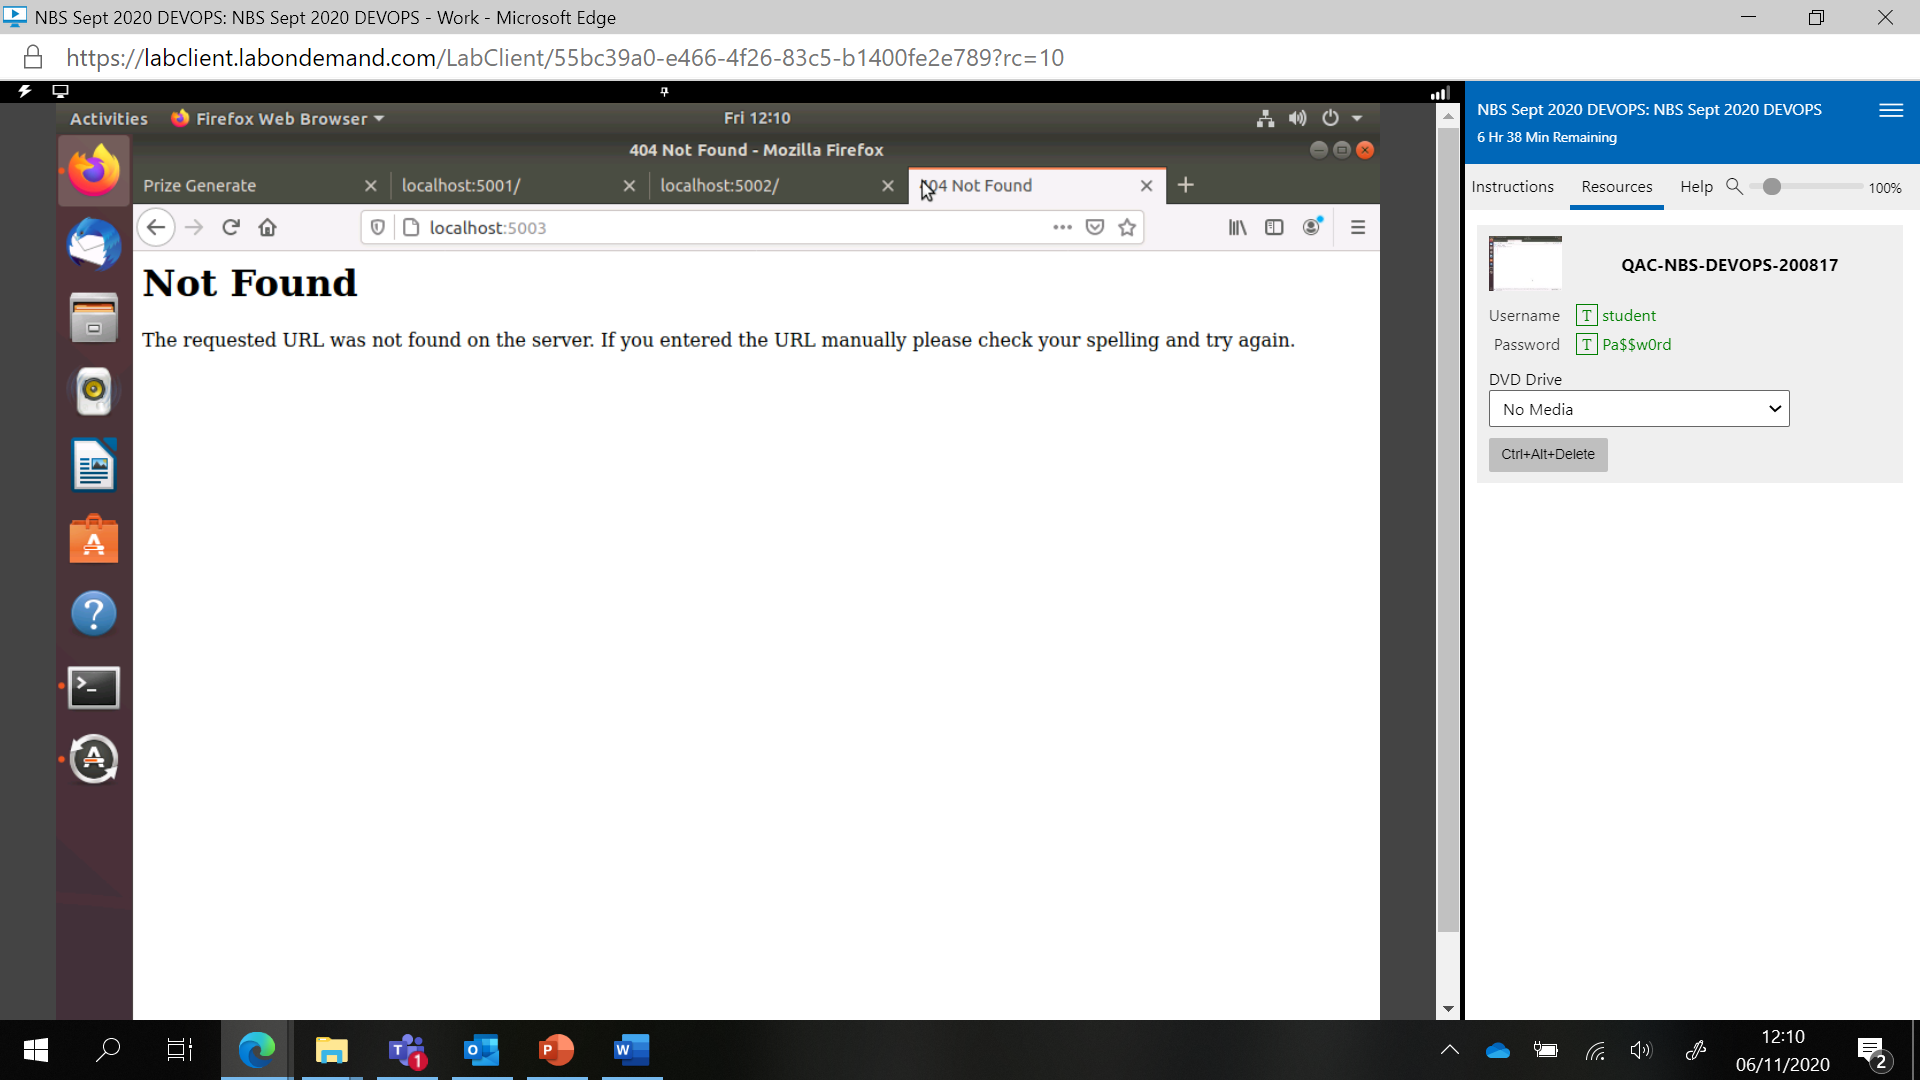 NBS Sept 2020 DEVOPS: NBS Sept 2020 DEVOPS - Work - Microsoft Edge
https://labclient.labondemand.com/LabClient/55bc39a0-e466-4f26-83c5-b1400fe2e789?rc=10
NBS Sept 2020 DEVOPS: NBS Sept 2020 DEVOPS
6 Hr 38 Min Remaining
Activities Firefox Web Browser Fri 12:10
404 Not Found - Mozilla Firefox
Prize Generate localhost:5001/ localhost:5002/ 404 Not Found
Instructions Resources Help 100%
localhost:5003
Not Found
The requested URL was not found on the server. If you entered the URL manually please check your spelling and try again.
QAC-NBS-DEVOPS-200817
Username T student
Password T Pa$$w0rd
DVD Drive
No Media
Ctrl+Alt+Delete
12:10
06/11/2020
1
2